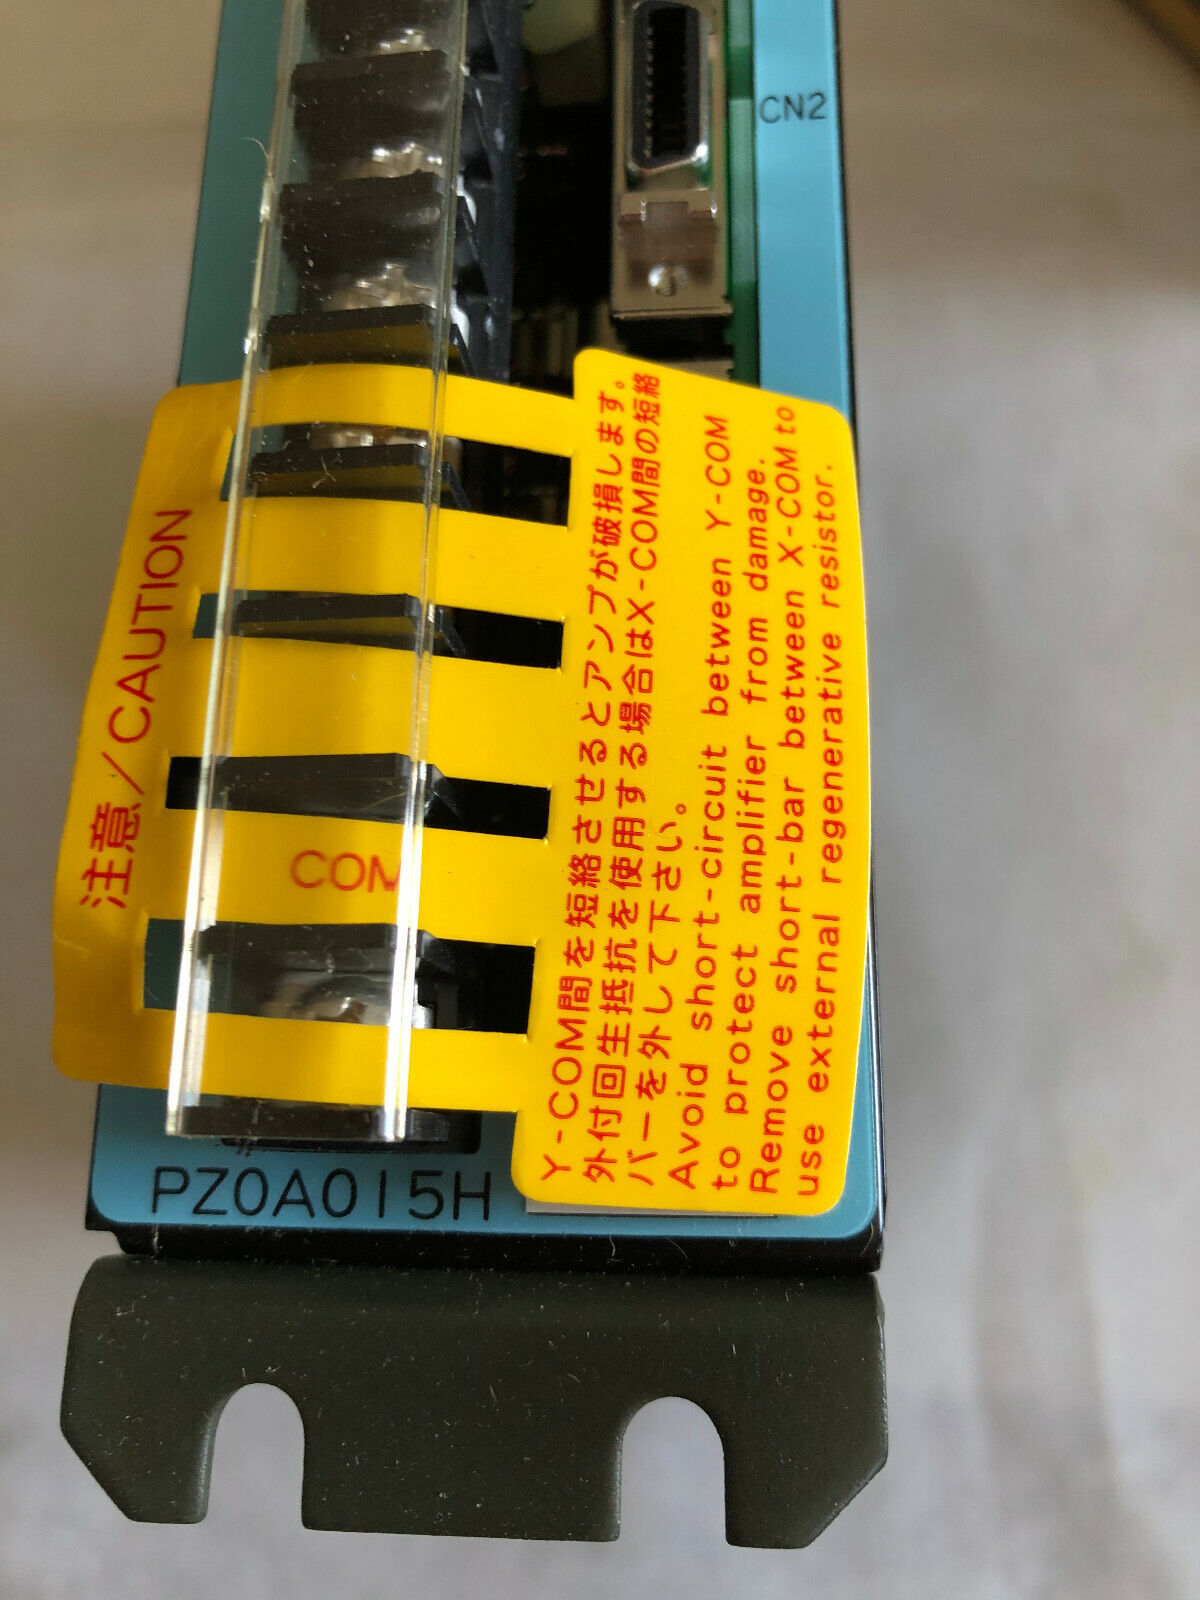 CN2
注意/CAUTION
COM
Y-COM間を短絡させるとアンプが破損します。
外付回生抵抗を使用する場合はX-COM間の短絡
バーを外して下さい。
Avoid short-circuit between Y-COM
to protect amplifier from damage.
Remove short-bar between X-COM to
use external regenerative resistor.
PZ0A015H